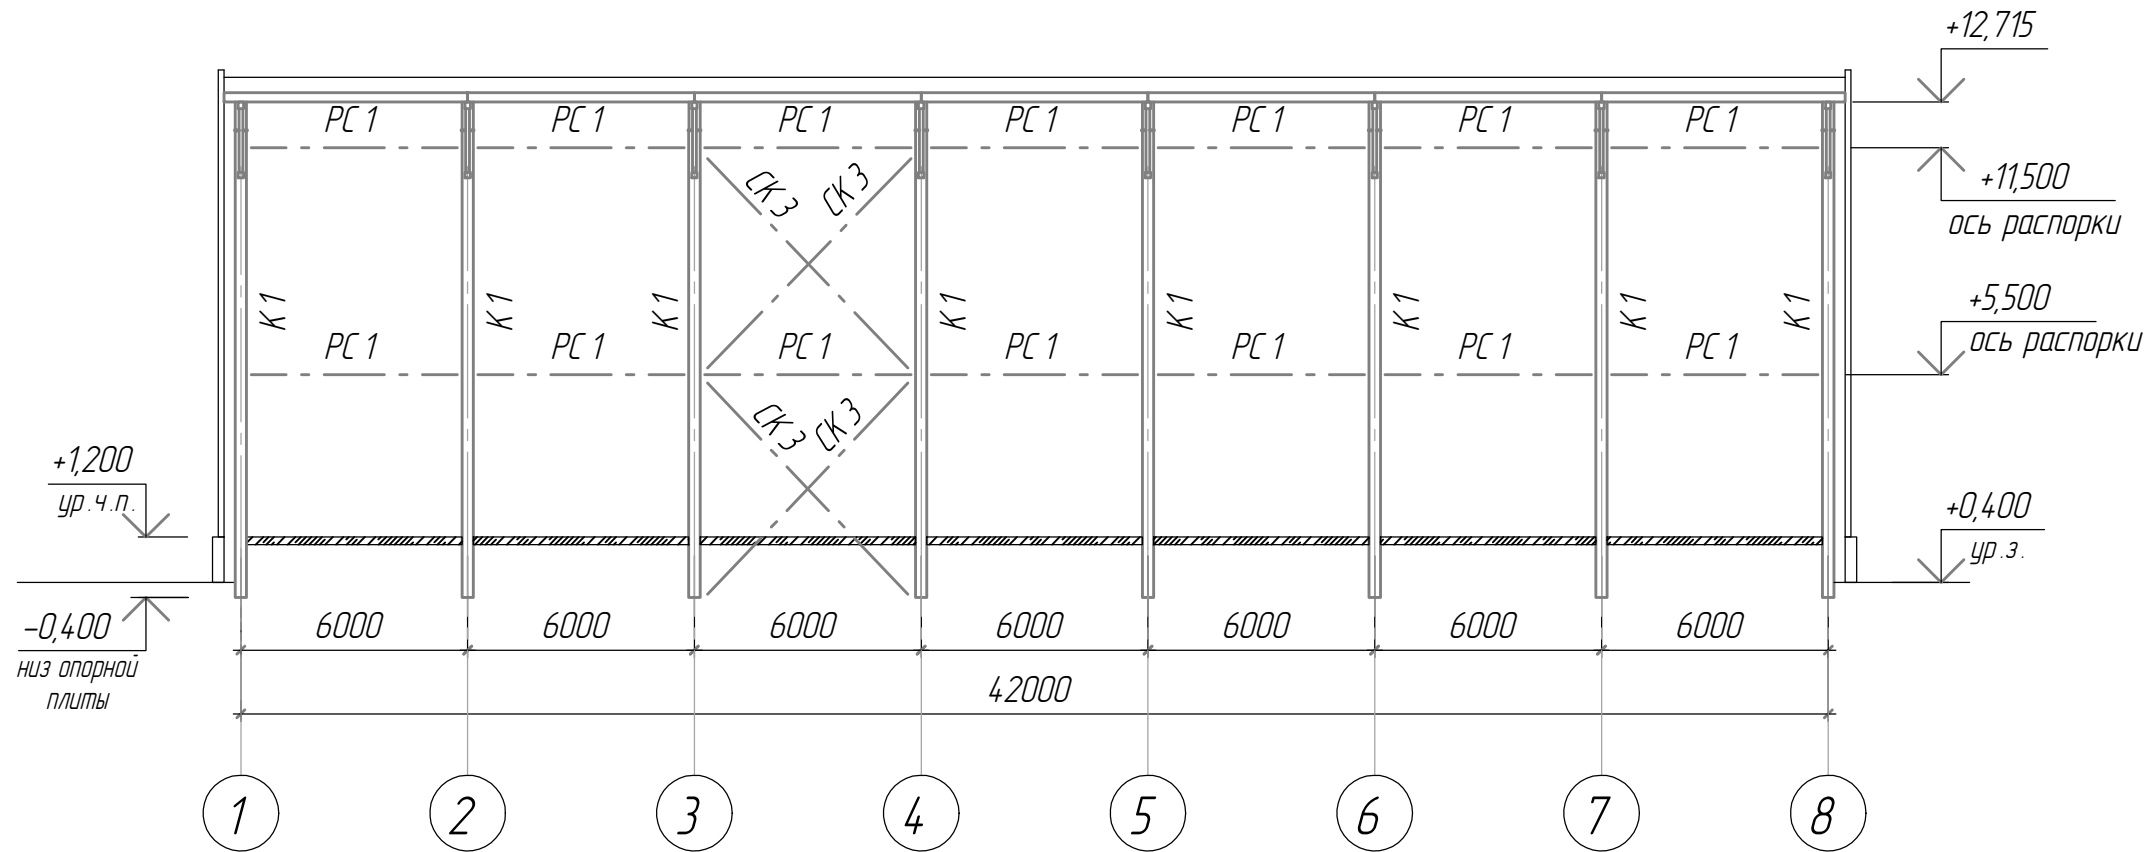 +12,715
РС 1 РС 1 РС 1 РС 1 РС 1 РС 1 РС 1
СК 3 СК 3
+11,500
ось распорки
К 1 К 1 К 1 К 1 К 1 К 1 К 1 К 1
+5,500
ось распорки
РС 1 РС 1 РС 1 РС 1 РС 1 РС 1 РС 1
СК 3 СК 3
+1,200
ур.ч.п.
+0,400
ур.з.
-0,400
низ опорной
плиты
6000 6000 6000 6000 6000 6000 6000
42000
1 2 3 4 5 6 7 8